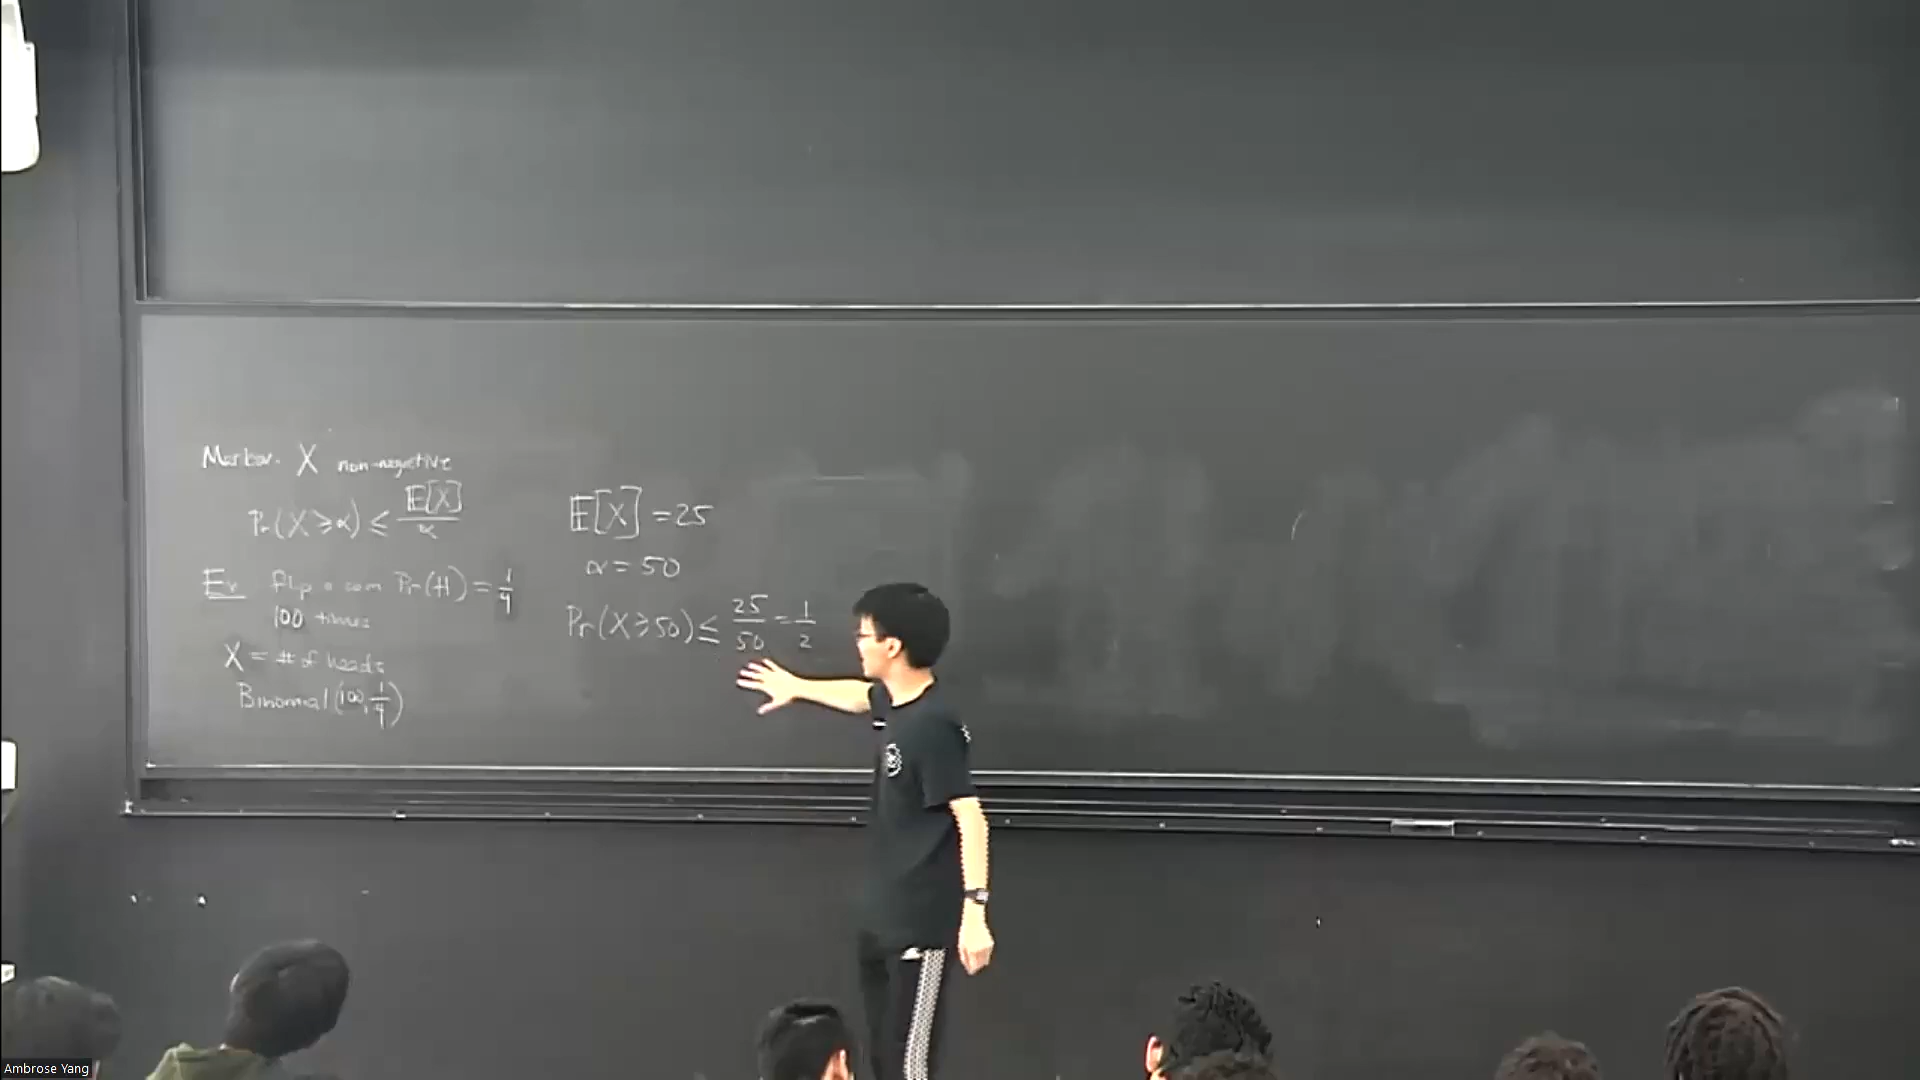 Markov. X non-negative
Pr(X ⩾ α) ≤ E[X] / α
Ex flip a coin Pr(H) = 1/4
100 times
X = # of heads
Binomial(100, 1/4)
E[X] = 25
α = 50
Pr(X ⩾ 50) ≤ 25/50 = 1/2
Ambrose Yang